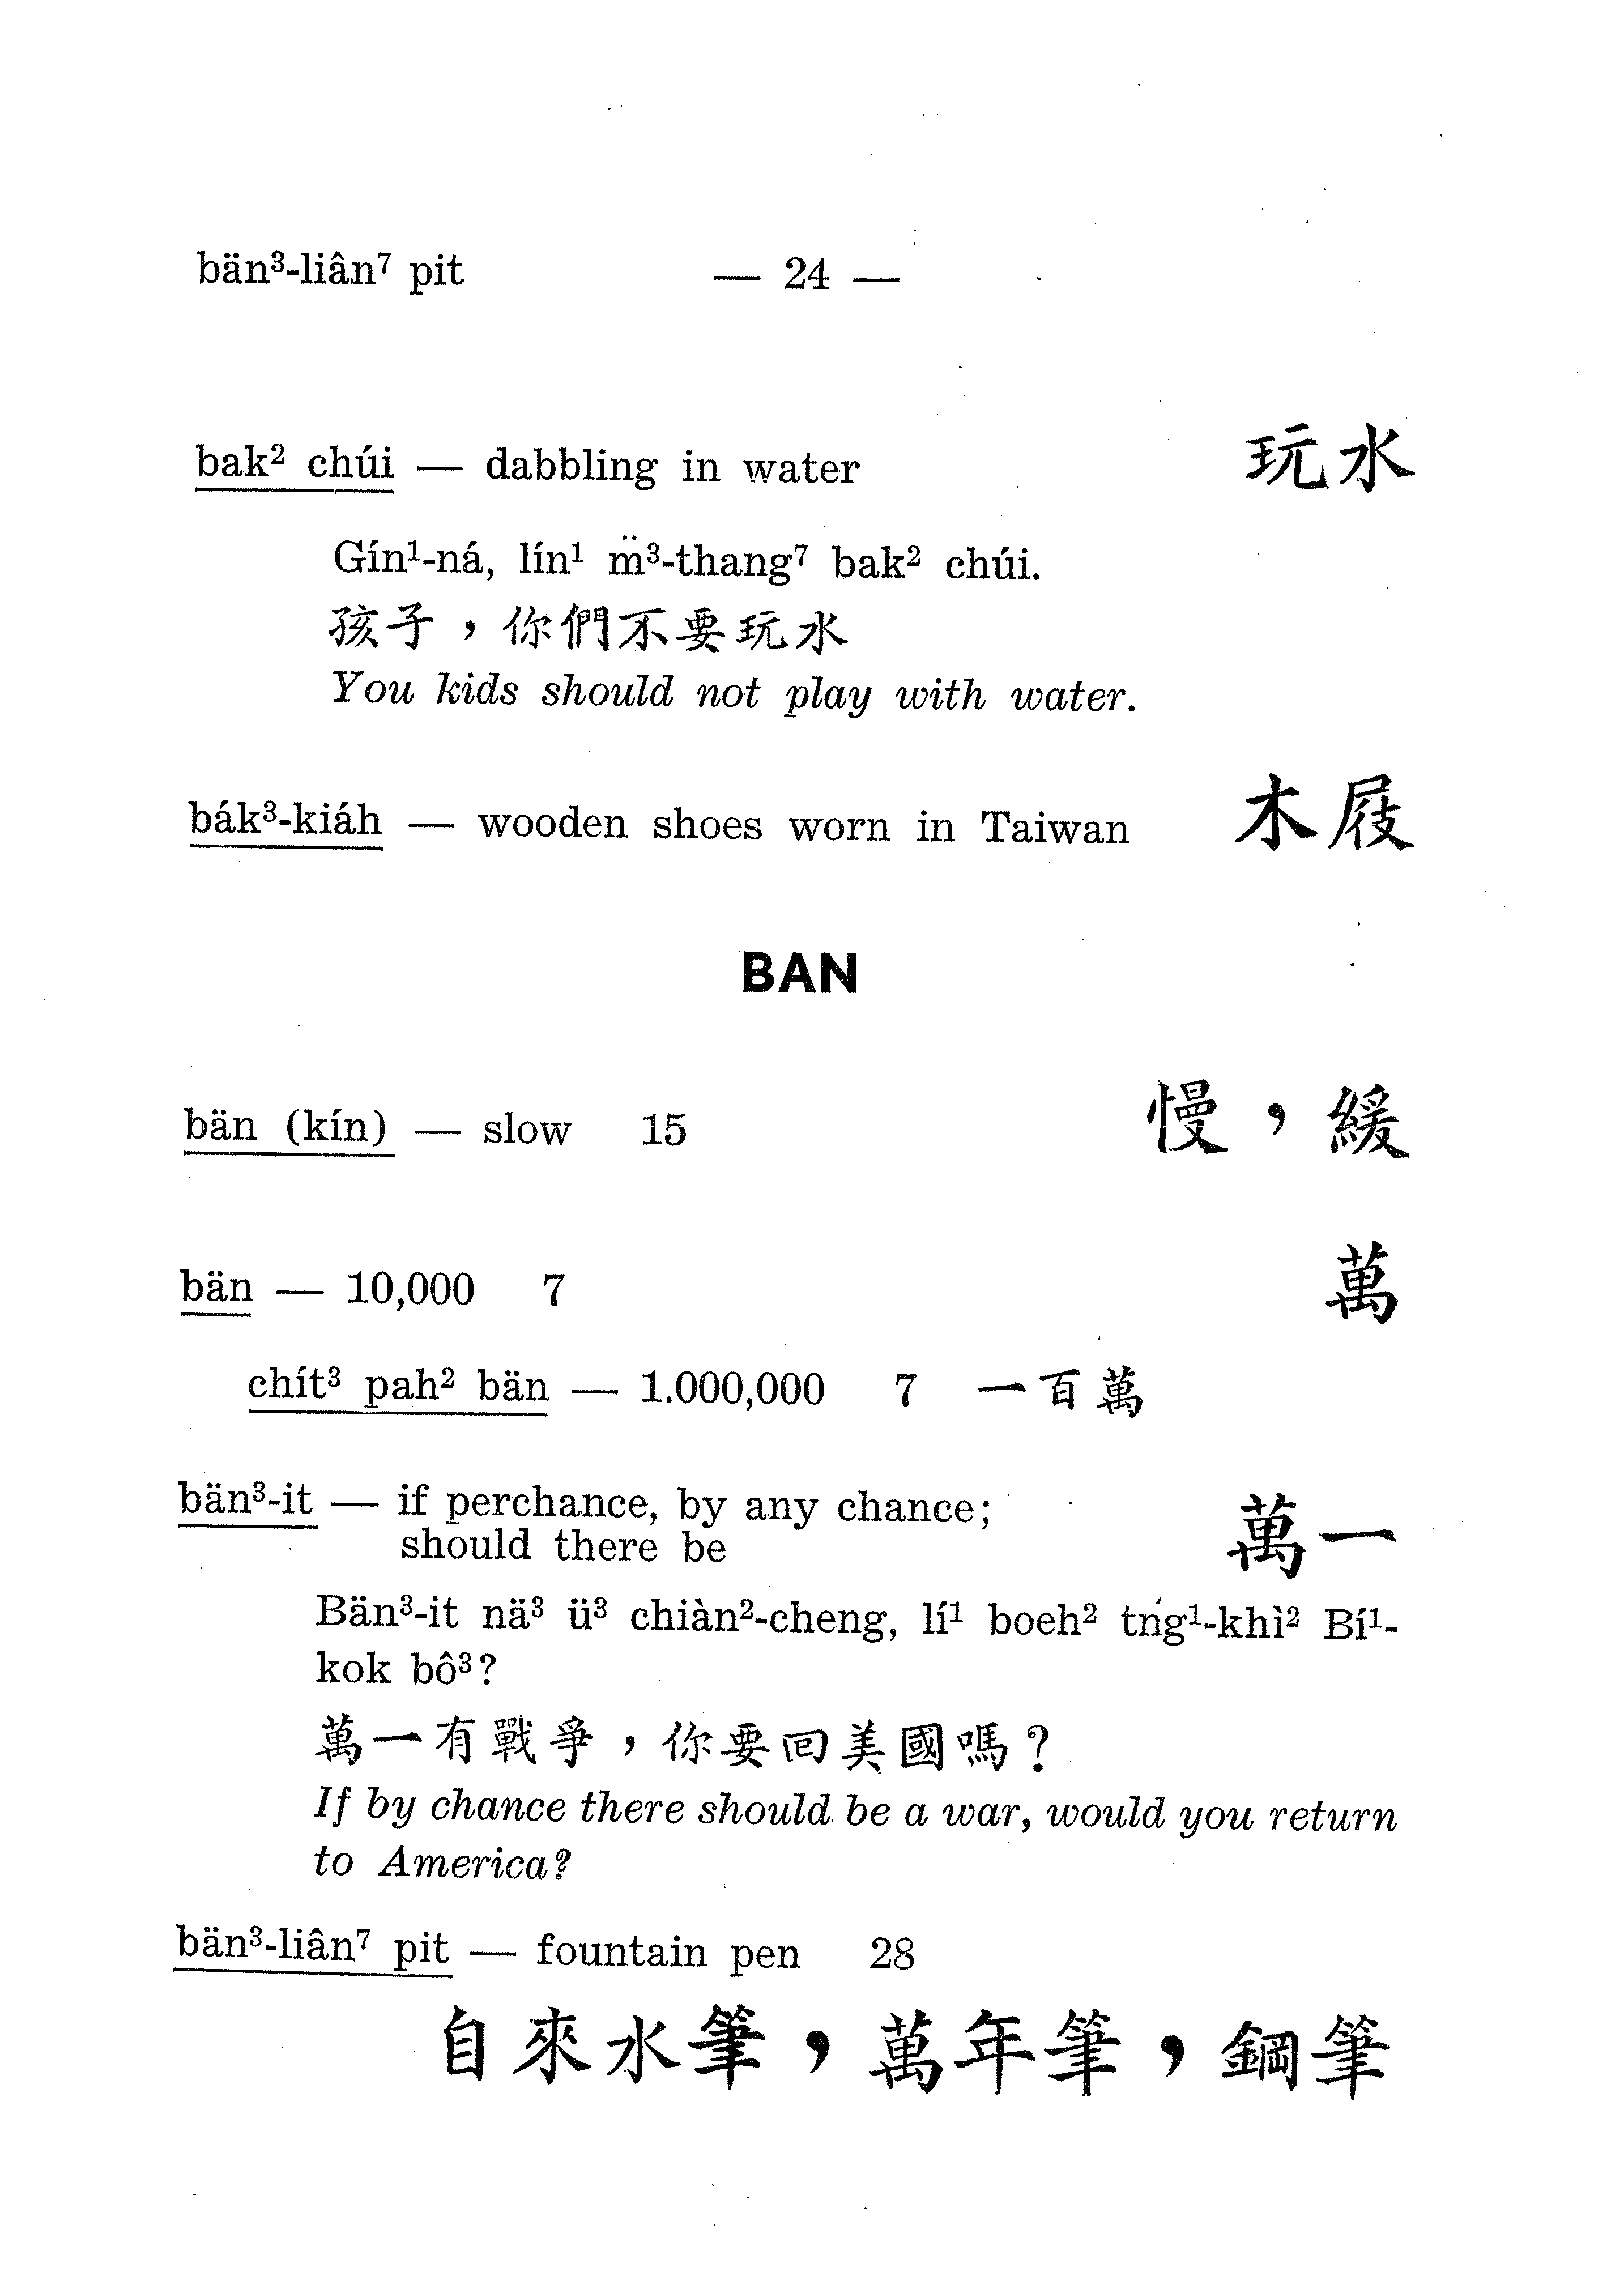 bän³-liân⁷ pit — 24 —
bak² chúi — dabbling in water 玩水
Gín¹-ná, lín¹ m̈³-thang⁷ bak² chúi.
孩子，你們不要玩水
You kids should not play with water.
bák³-kiáh — wooden shoes worn in Taiwan 木屐
BAN
bän (kín) — slow 15 慢，緩
bän — 10,000 7 萬
chít³ pah² bän — 1.000,000 7 一百萬
bän³-it — if perchance, by any chance; 萬一
should there be
Bän³-it nä³ ü³ chiàn²-cheng, lí¹ boeh² tńg¹-khì² Bí¹-
kok bô³?
萬一有戰爭，你要回美國嗎？
If by chance there should be a war, would you return
to America?
bän³-liân⁷ pit — fountain pen 28
自來水筆，萬年筆，鋼筆